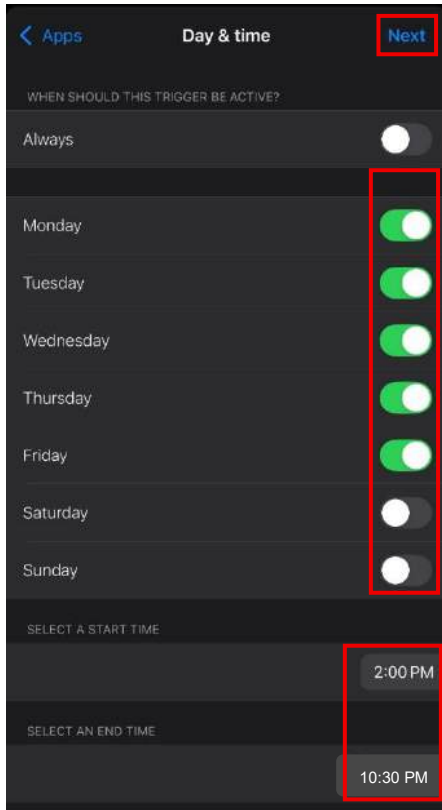 Apps Day & time Next
WHEN SHOULD THIS TRIGGER BE ACTIVE?
Always
Monday
Tuesday
Wednesday
Thursday
Friday
Saturday
Sunday
SELECT A START TIME
2:00 PM
SELECT AN END TIME
10:30 PM